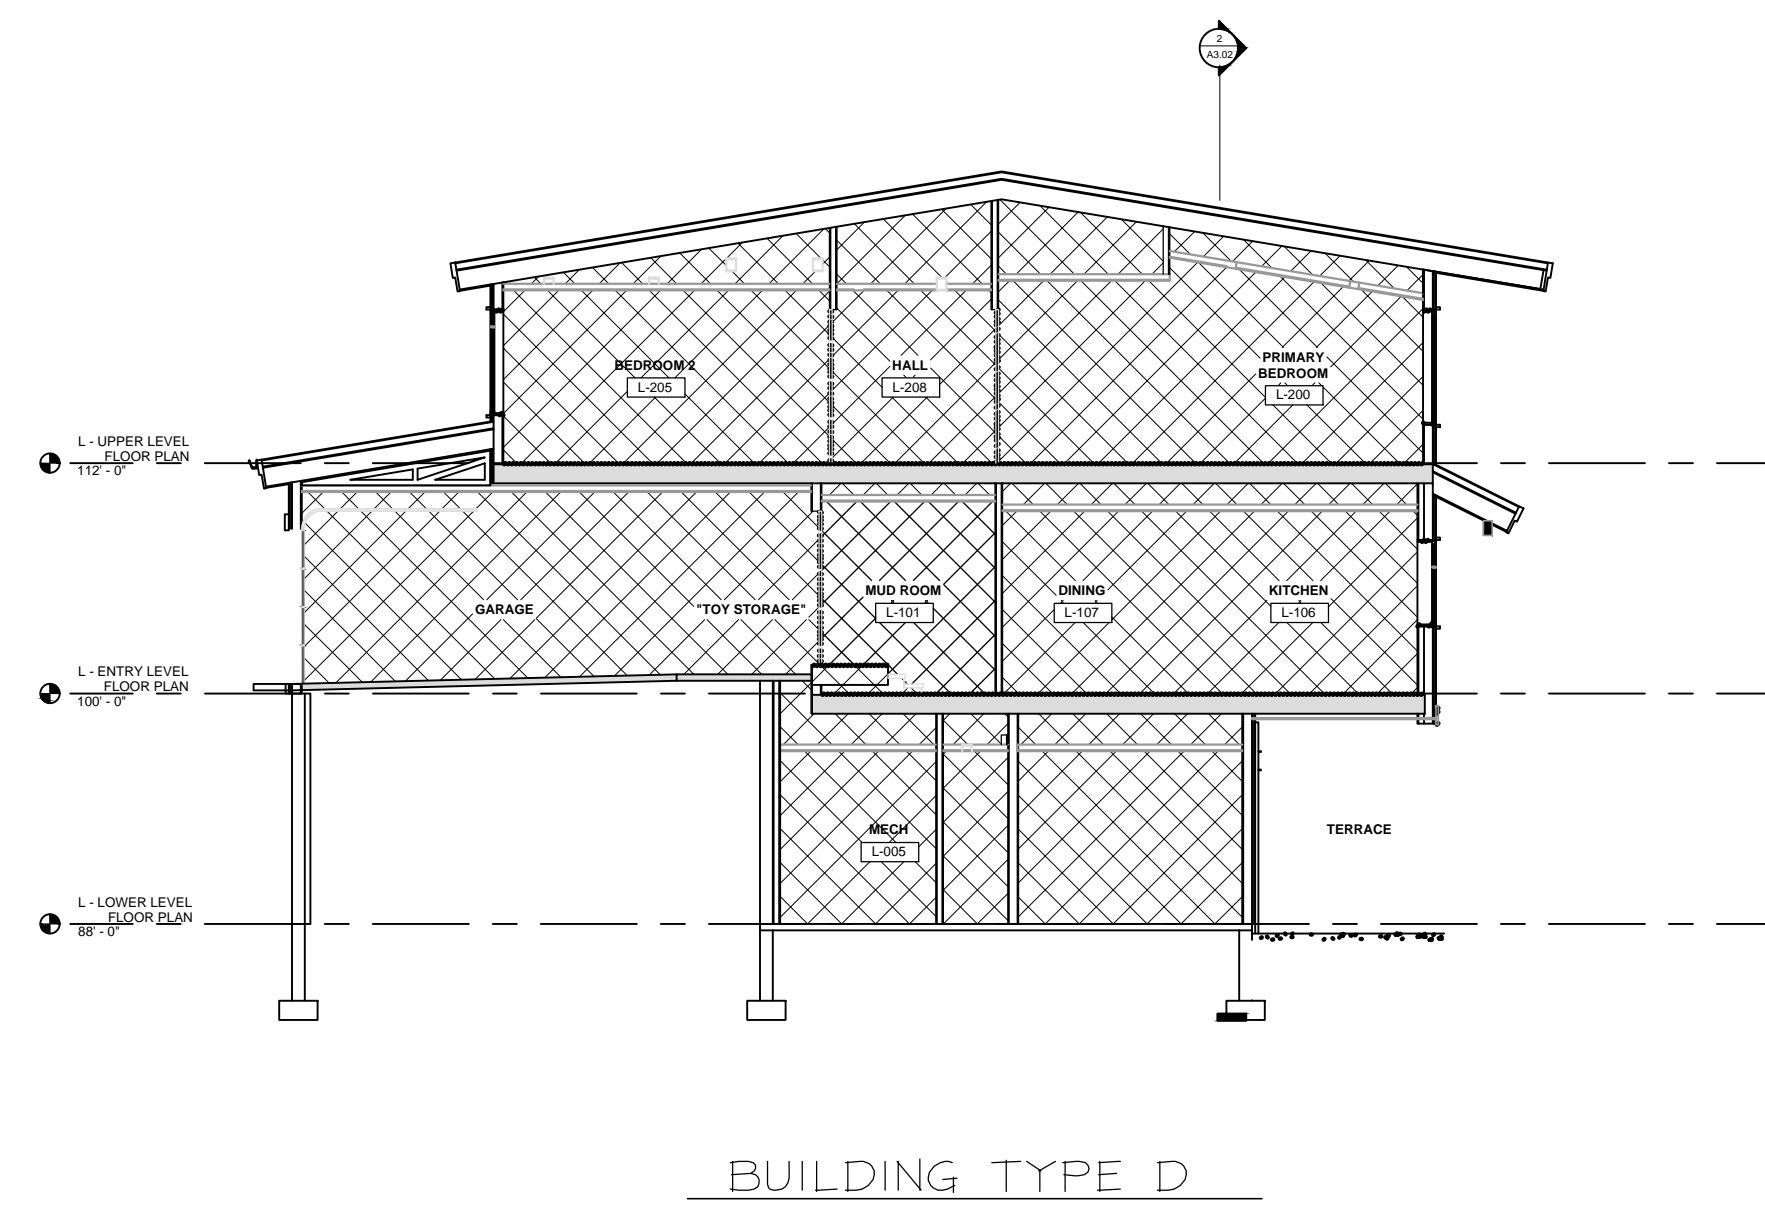 2
A3.02
BEDROOM 2
L-205
HALL
L-208
PRIMARY
BEDROOM
L-200
L - UPPER LEVEL
FLOOR PLAN
112' - 0"
GARAGE
"TOY STORAGE"
MUD ROOM
L-101
DINING
L-107
KITCHEN
L-106
L - ENTRY LEVEL
FLOOR PLAN
100' - 0"
MECH
L-005
TERRACE
L - LOWER LEVEL
FLOOR PLAN
88' - 0"
BUILDING TYPE D